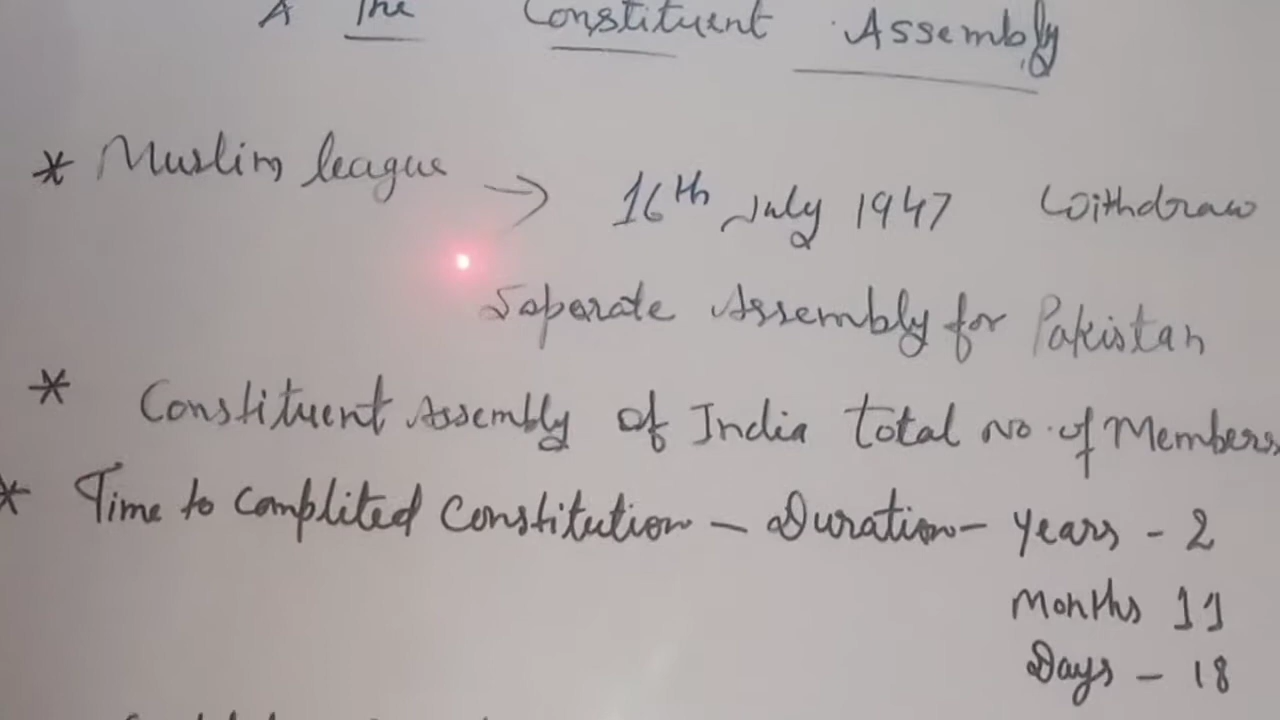 A The Constituent Assembly
* Muslim league → 16th July 1947 Withdraw
Saperate Assembly for Pakistan
* Constituent Assembly of India total no. of Members
* Time to Complited Constitution - Duration - years - 2
Months 11
Days - 18